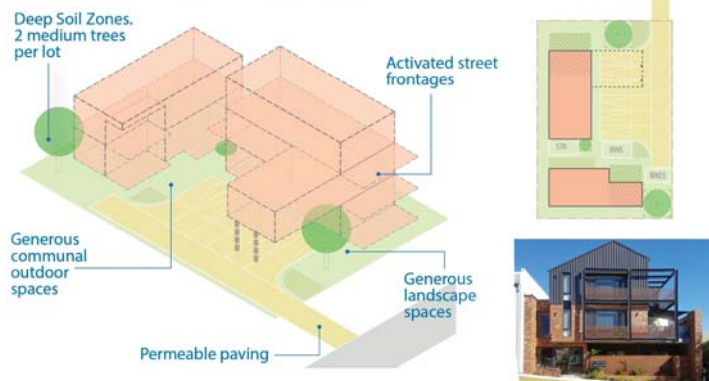 Deep Soil Zones.
2 medium trees
per lot
Activated street
frontages
Generous
communal
outdoor
spaces
Generous
landscape
spaces
Permeable paving
STR
BINS
BIKES